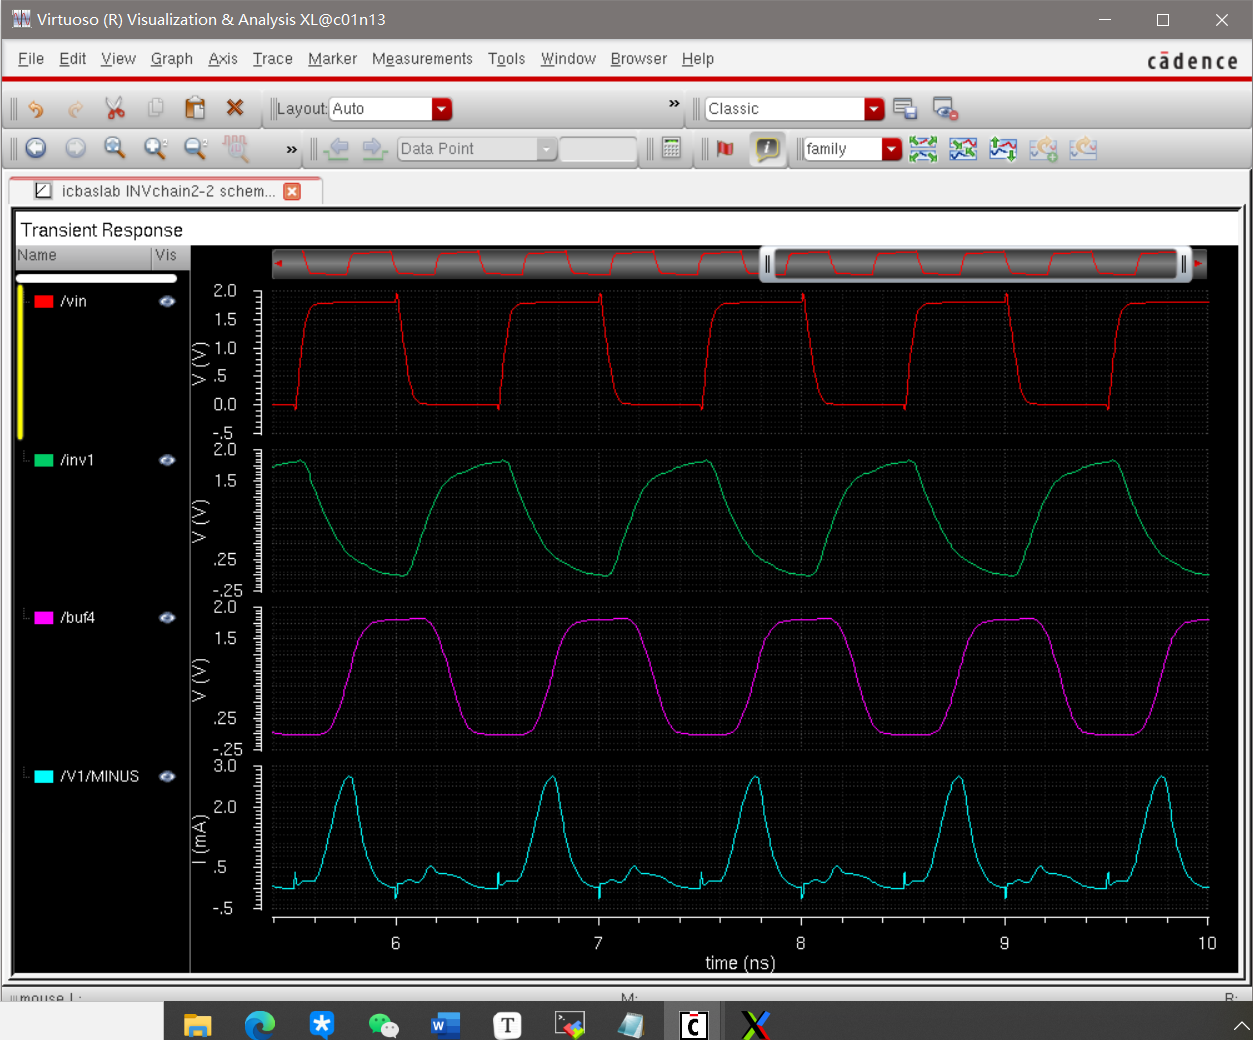 Virtuoso (R) Visualization & Analysis XL@c01n13
File Edit View Graph Axis Trace Marker Measurements Tools Window Browser Help
cādence
Layout: Auto » Classic
» Data Point family
icbaslab INVchain2-2 schem...
Transient Response
Name Vis
/vin
2.0
1.5
1.0
.5
0.0
-.5
V (V)
/inv1
2.0
1.5
.25
-.25
V (V)
/buf4
2.0
1.5
.25
-.25
V (V)
/V1/MINUS
3.0
2.0
.5
-.5
I (mA)
6 7 8 9 10
time (ns)
mouse L: M: R:
W T C X